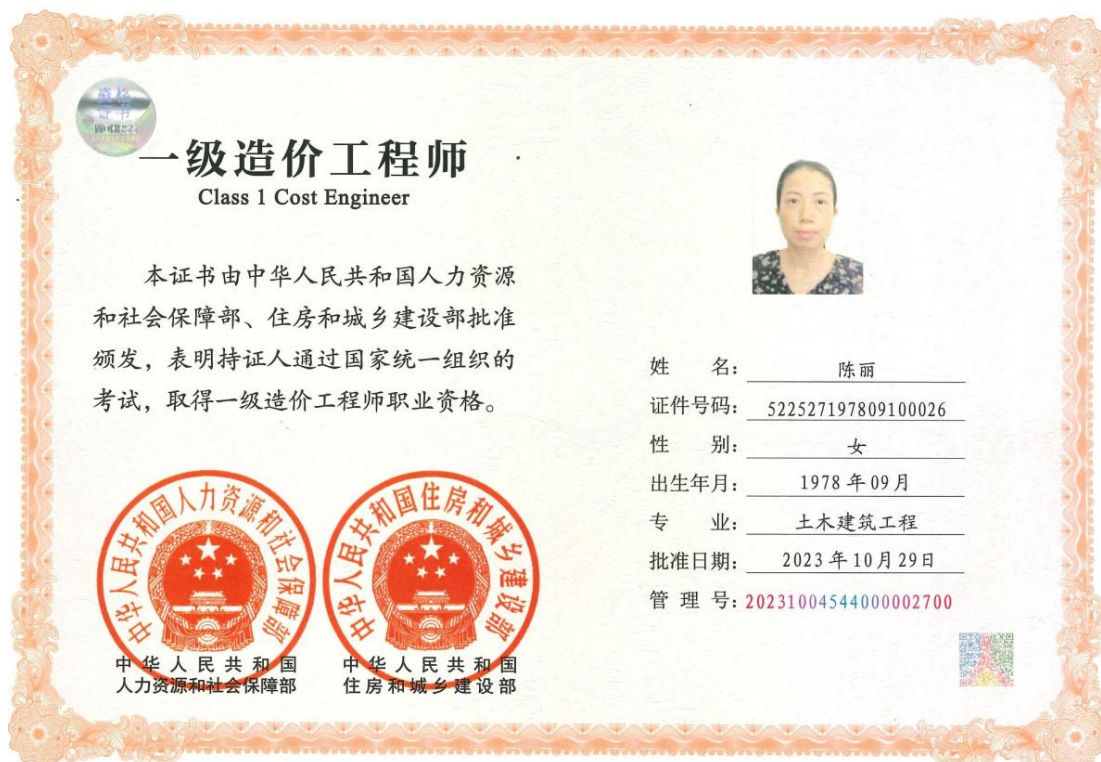 一级造价工程师
Class 1 Cost Engineer
本证书由中华人民共和国人力资源
和社会保障部、住房和城乡建设部批准
颁发，表明持证人通过国家统一组织的
考试，取得一级造价工程师职业资格。
中华人民共和国人力资源和社会保障部
中华人民共和国住房和城乡建设部
中华人民共和国
人力资源和社会保障部
中华人民共和国
住房和城乡建设部
姓 名：陈丽
证件号码：522527197809100026
性 别：女
出生年月：1978年09月
专 业：土木建筑工程
批准日期：2023年10月29日
管 理 号：20231004544000002700